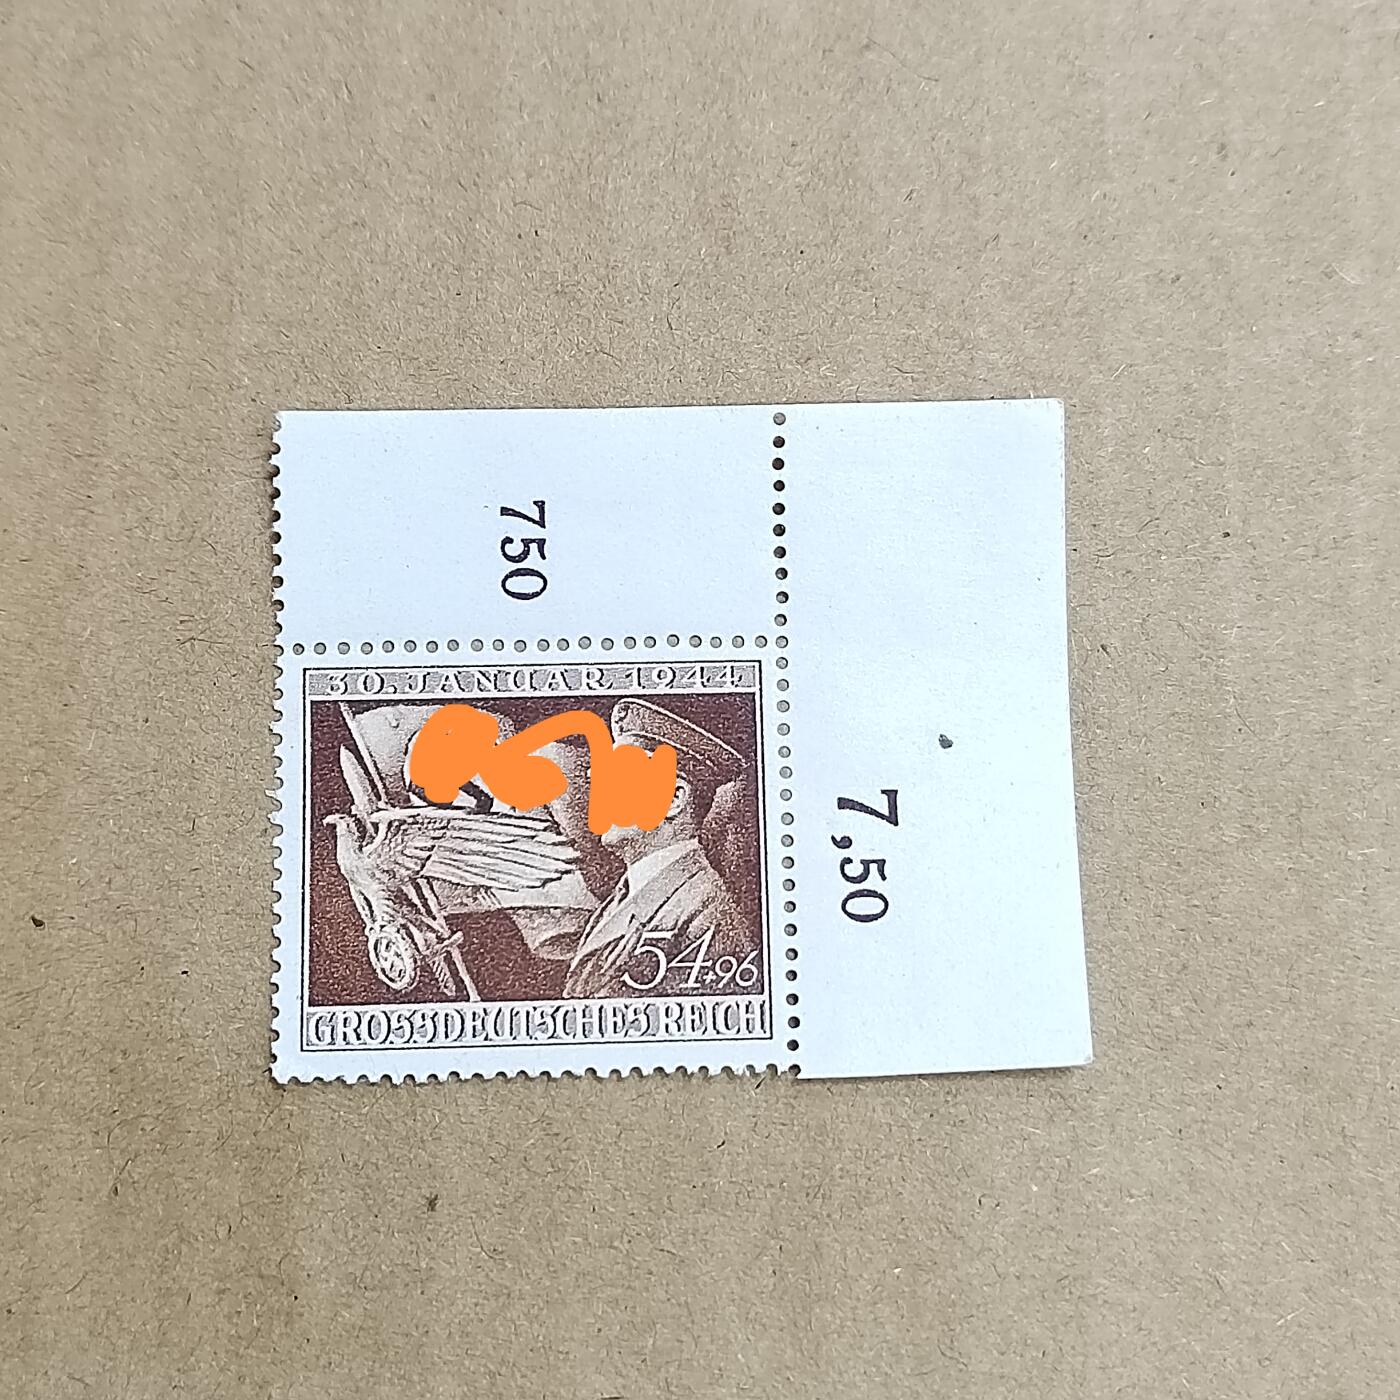 750
30. JANUAR 1944
7,50
54+96
GROSSDEUTSCHES REICH